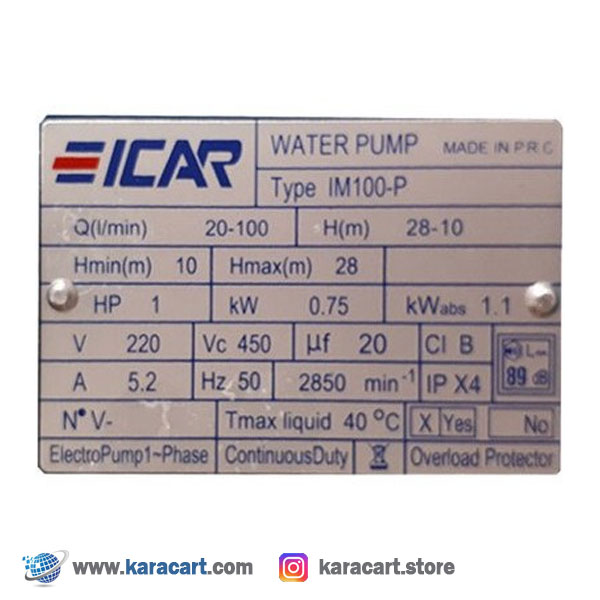 EICAR
WATER PUMP MADE IN P.R.C
Type IM100-P
Q(l/min) 20-100 H(m) 28-10
Hmin(m) 10 Hmax(m) 28
HP 1 kW 0.75 kWabs 1.1
V 220 Vc 450 µf 20 Cl B
A 5.2 Hz 50 2850 min-1 IP X4 89 dB
N° V- Tmax liquid 40 °C X Yes No
ElectroPump1~Phase ContinuousDuty Overload Protector
www.karacart.com karacart.store